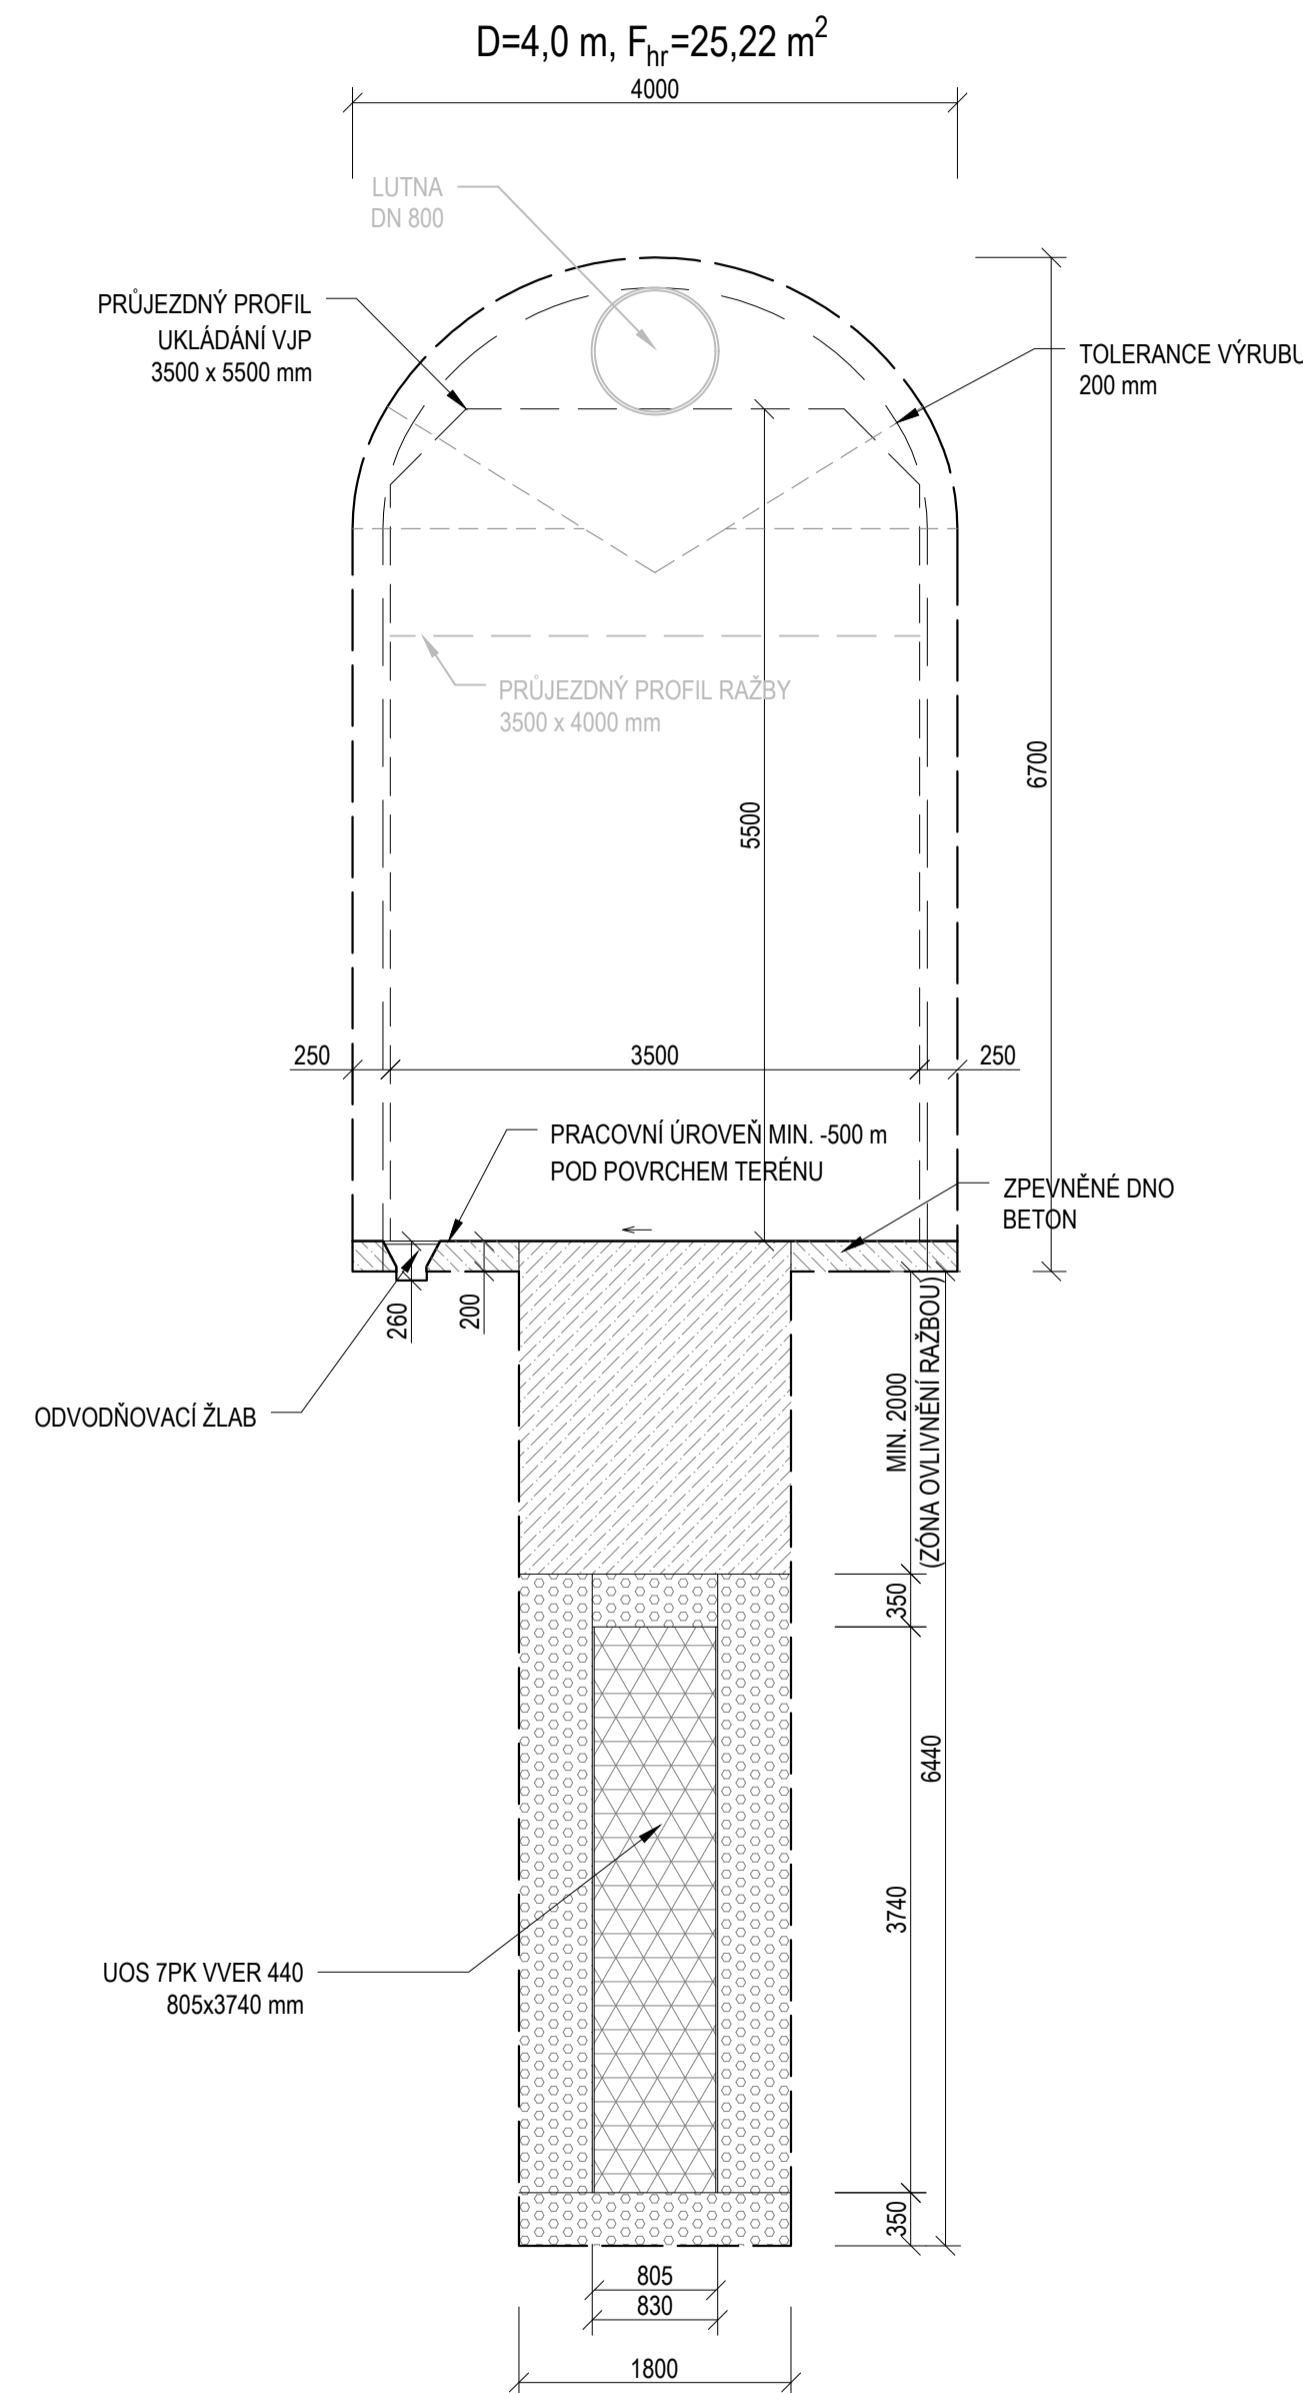 D=4,0 m, Fhr=25,22 m²
4000
LUTNA
DN 800
PRŮJEZDNÝ PROFIL
UKLÁDÁNÍ VJP
3500 x 5500 mm
TOLERANCE VÝRUBU
200 mm
PRŮJEZDNÝ PROFIL RAŽBY
3500 x 4000 mm
6700
5500
250
3500
250
PRACOVNÍ ÚROVEŇ MIN. -500 m
POD POVRCHEM TERÉNU
ZPEVNĚNÉ DNO
BETON
260
200
ODVODŇOVACÍ ŽLAB
MIN. 2000
(ZÓNA OVLIVNĚNÍ RAŽBOU)
350
6440
3740
UOS 7PK VVER 440
805x3740 mm
350
805
830
1800